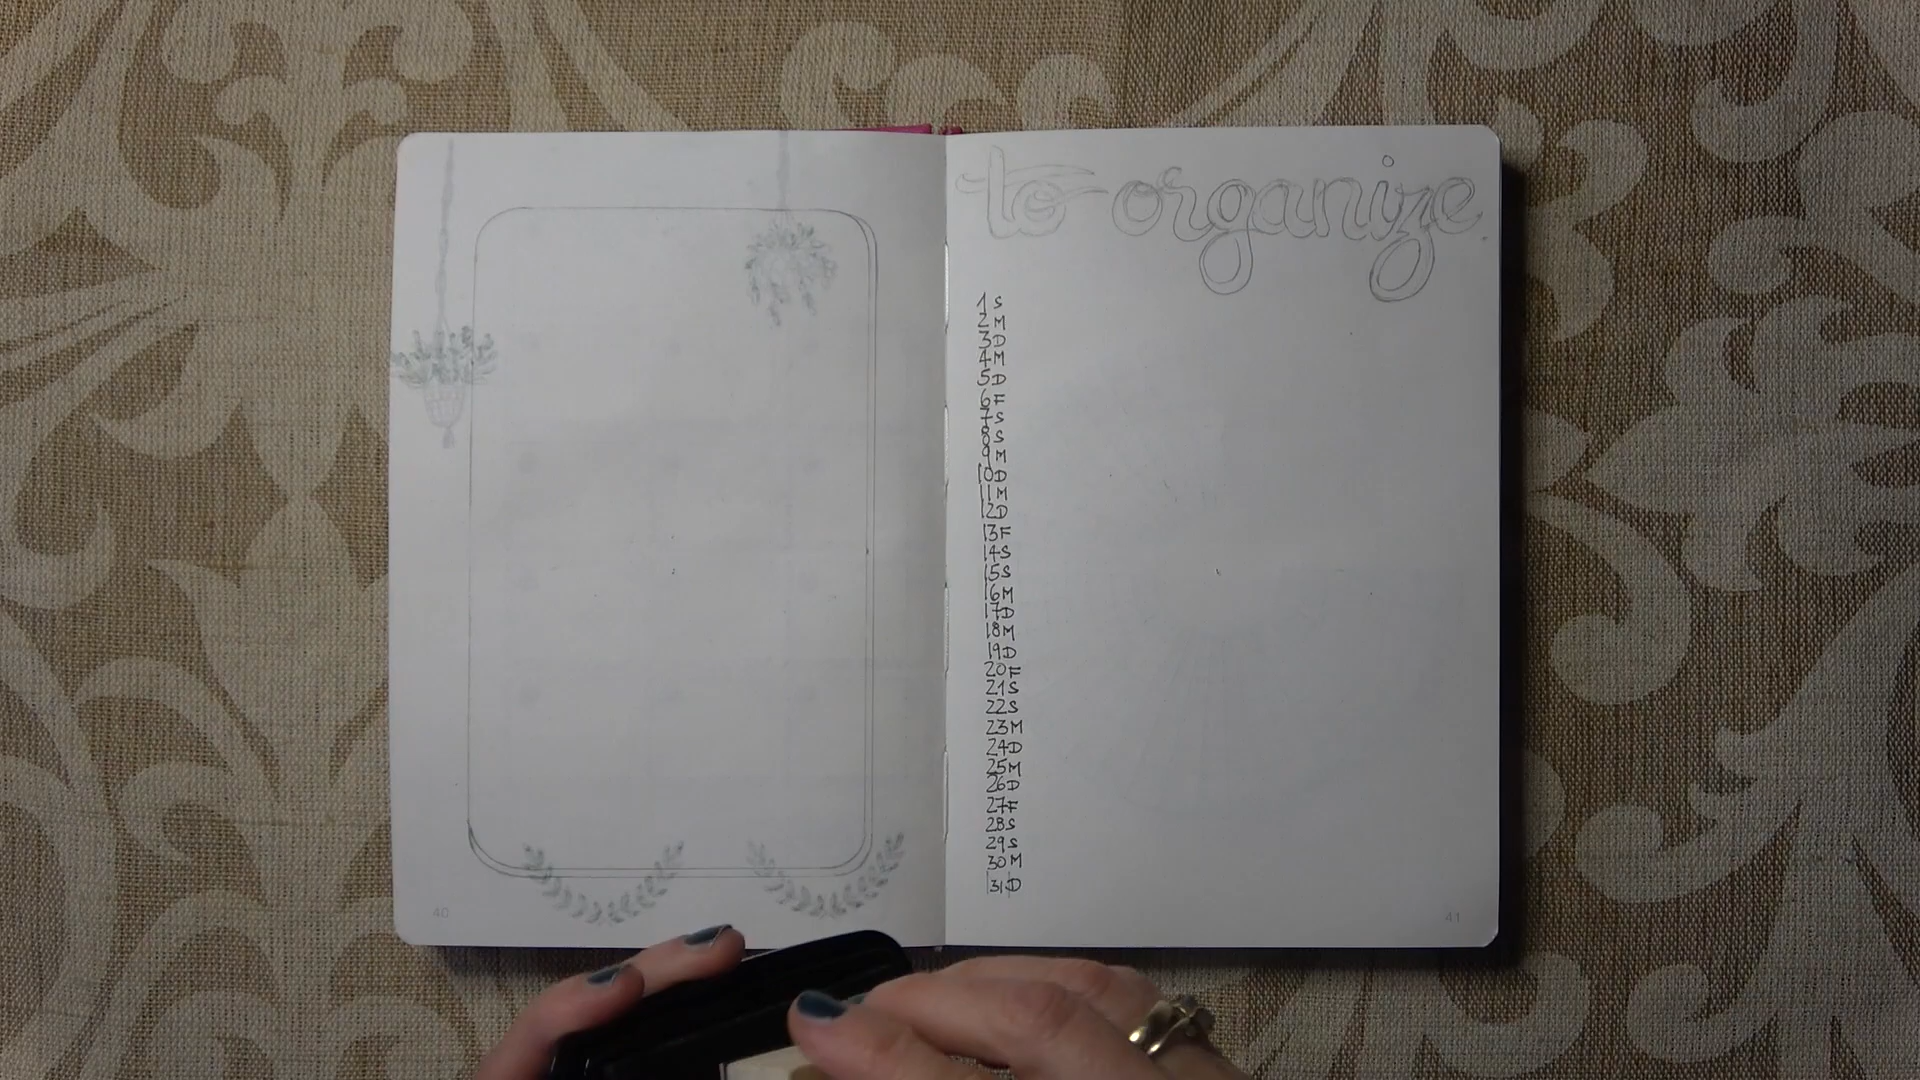 to organize
1 S
2 M
3 D
4 M
5 D
6 F
7 S
8 S
9 M
10 D
11 M
12 D
13 F
14 S
15 S
16 M
17 D
18 M
19 D
20 F
21 S
22 S
23 M
24 D
25 M
26 D
27 F
28 S
29 S
30 M
31 D
40
41